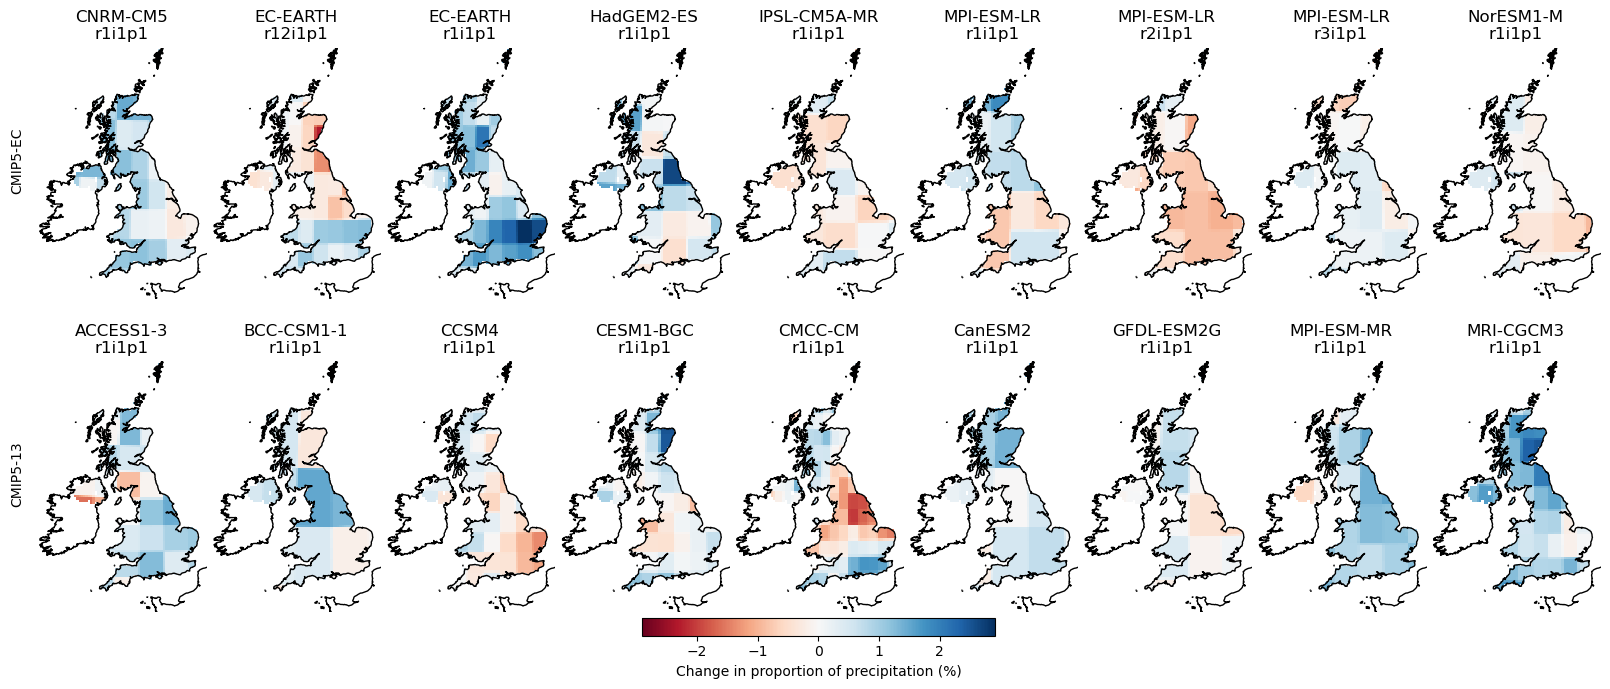 CNRM-CM5 EC-EARTH EC-EARTH HadGEM2-ES IPSL-CM5A-MR MPI-ESM-LR MPI-ESM-LR MPI-ESM-LR NorESM1-M
r1i1p1 r12i1p1 r1i1p1 r1i1p1 r1i1p1 r1i1p1 r2i1p1 r3i1p1 r1i1p1
CMIP5-EC
ACCESS1-3 BCC-CSM1-1 CCSM4 CESM1-BGC CMCC-CM CanESM2 GFDL-ESM2G MPI-ESM-MR MRI-CGCM3
r1i1p1 r1i1p1 r1i1p1 r1i1p1 r1i1p1 r1i1p1 r1i1p1 r1i1p1 r1i1p1
CMIP5-13
−2 −1 0 1 2
Change in proportion of precipitation (%)